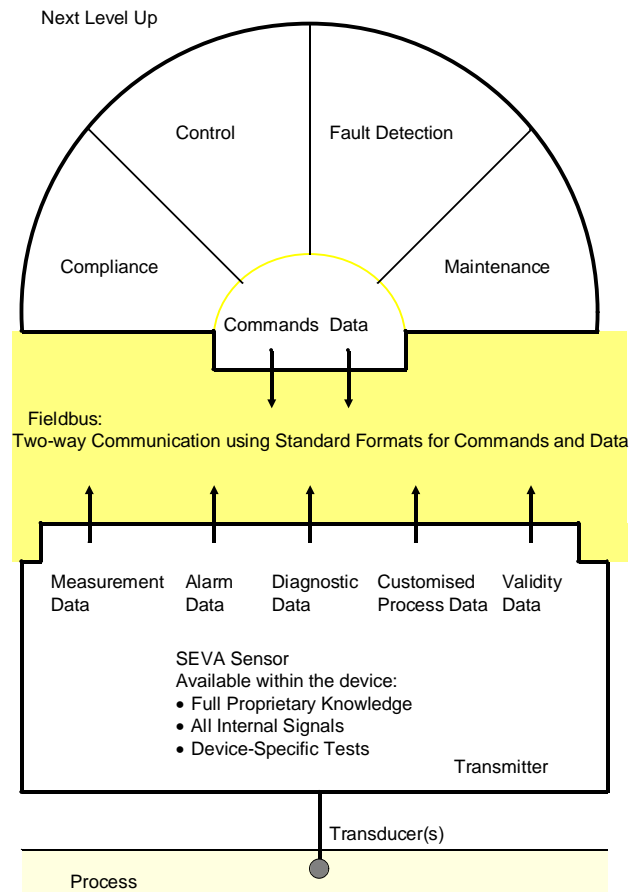 Next Level Up
Control
Fault Detection
Compliance
Maintenance
Commands Data
Fieldbus:
Two-way Communication using Standard Formats for Commands and Data
Measurement Data
Alarm Data
Diagnostic Data
Customised Process Data
Validity Data
SEVA Sensor
Available within the device:
• Full Proprietary Knowledge
• All Internal Signals
• Device-Specific Tests
Transmitter
Transducer(s)
Process